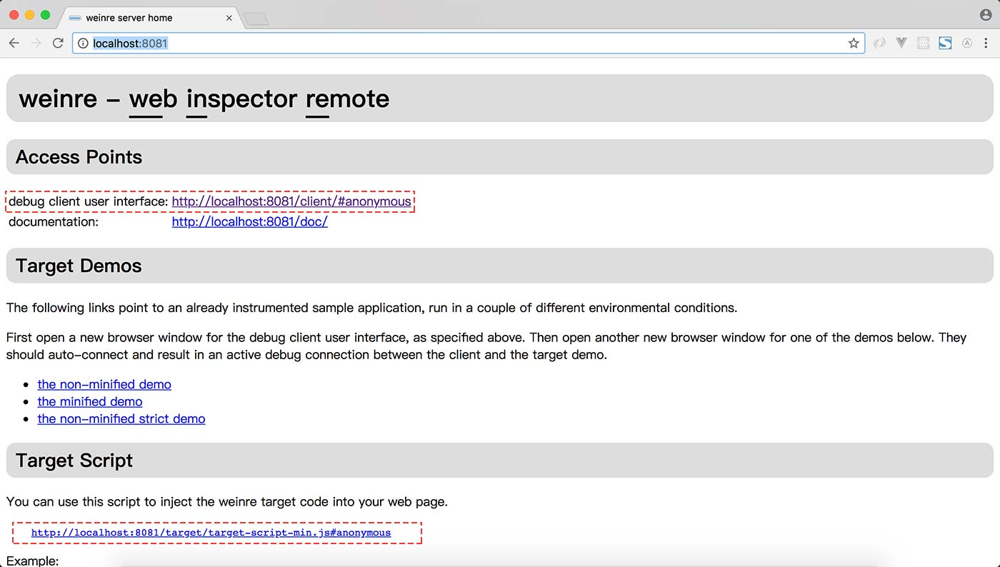 weinre server home
localhost:8081
weinre – web inspector remote
Access Points
debug client user interface: http://localhost:8081/client/#anonymous
documentation: http://localhost:8081/doc/
Target Demos
The following links point to an already instrumented sample application, run in a couple of different environmental conditions.
First open a new browser window for the debug client user interface, as specified above. Then open another new browser window for one of the demos below. They
should auto–connect and result in an active debug connection between the client and the target demo.
• the non–minified demo
• the minified demo
• the non–minified strict demo
Target Script
You can use this script to inject the weinre target code into your web page.
http://localhost:8081/target/target-script-min.js#anonymous
Example: